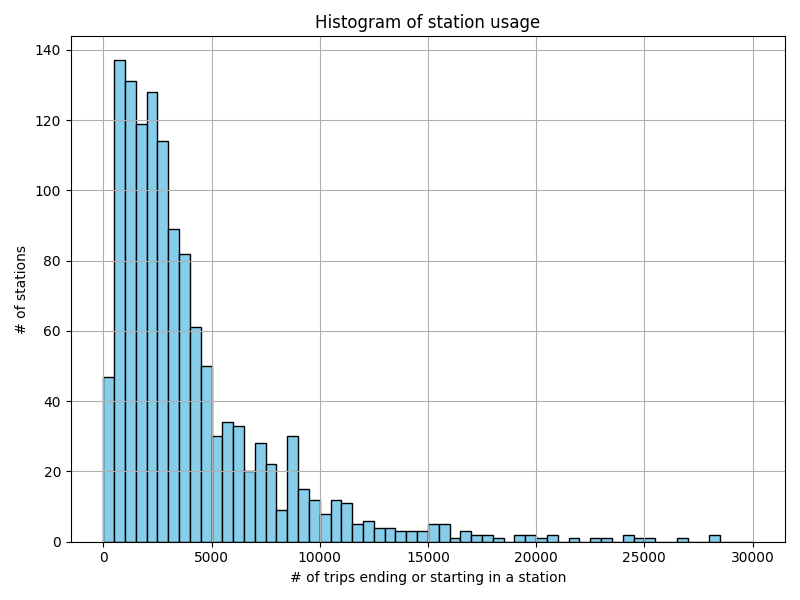 Histogram of station usage
140
120
100
80
60
40
20
0
# of stations
0 5000 10000 15000 20000 25000 30000
# of trips ending or starting in a station